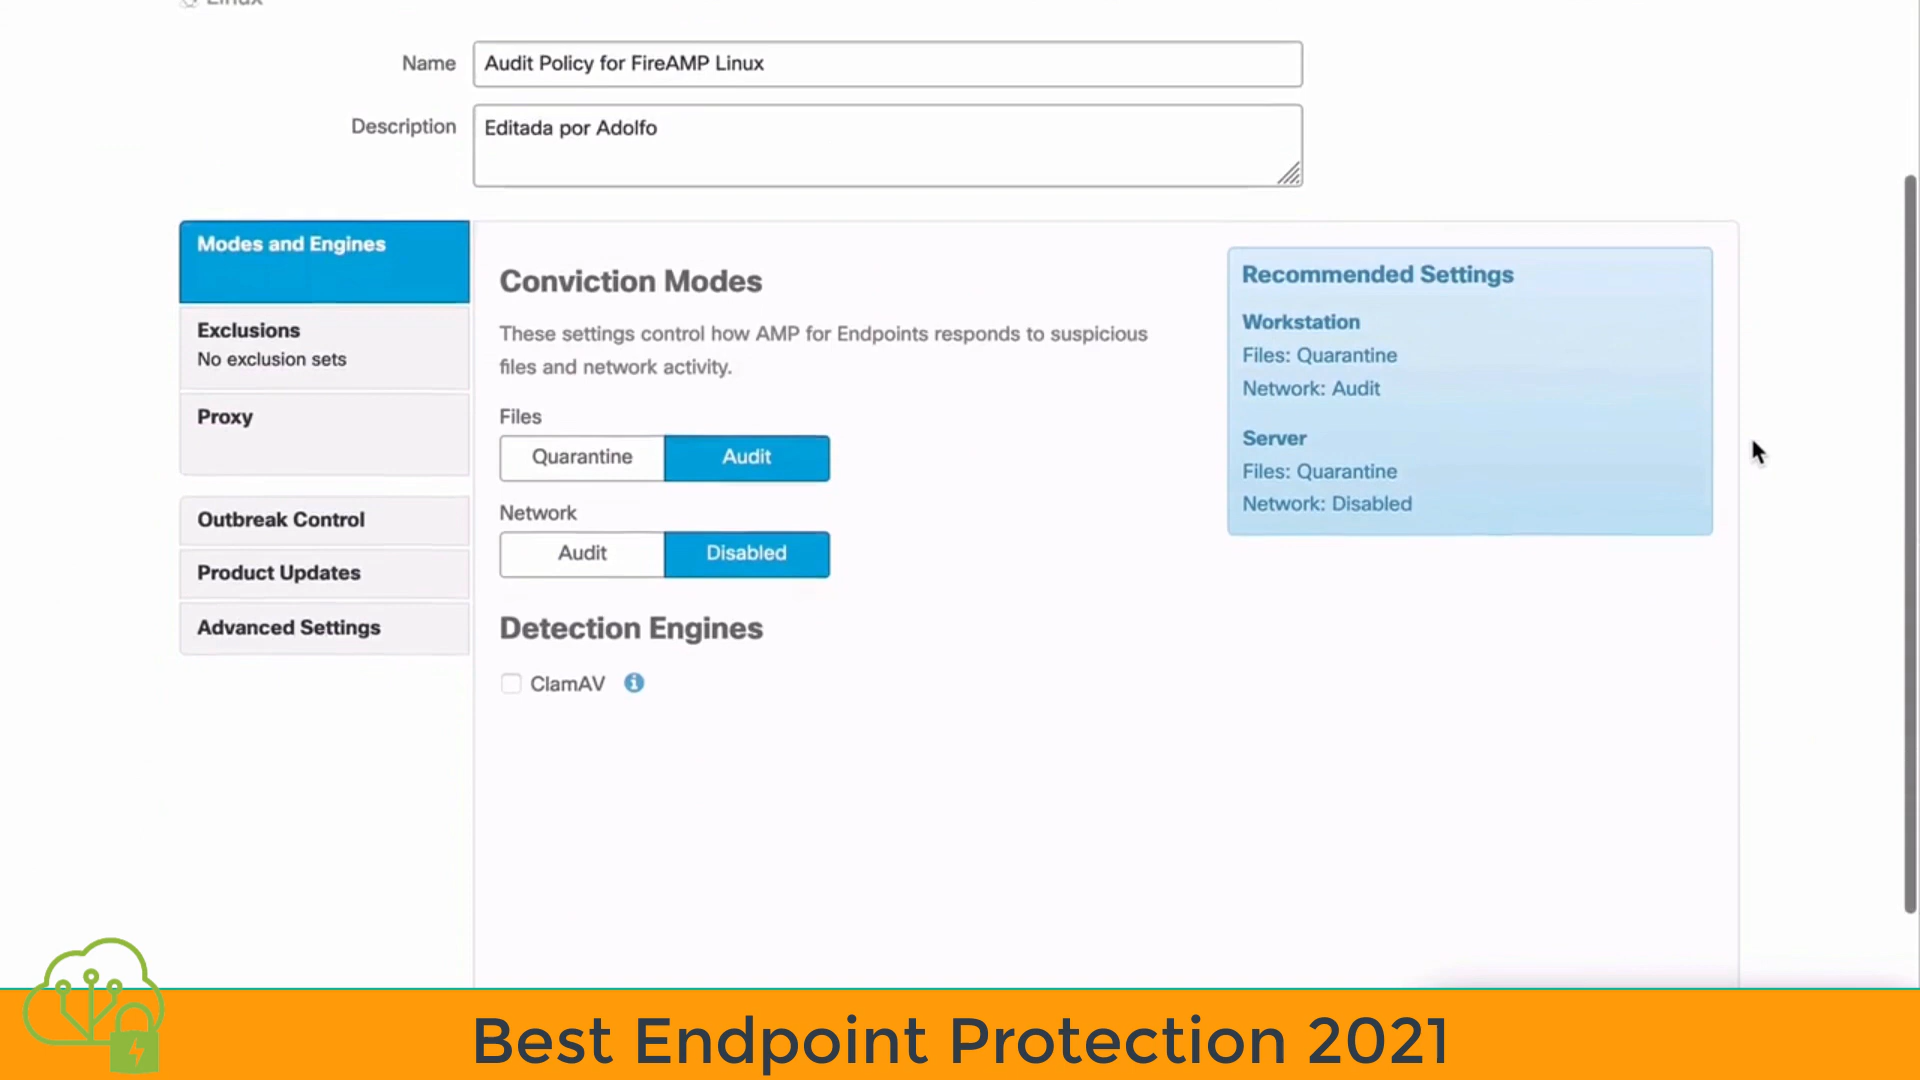 Linux
Name
Audit Policy for FireAMP Linux
Description
Editada por Adolfo
Modes and Engines
Exclusions
No exclusion sets
Proxy
Outbreak Control
Product Updates
Advanced Settings
Conviction Modes
These settings control how AMP for Endpoints responds to suspicious
files and network activity.
Files
Quarantine
Audit
Network
Audit
Disabled
Detection Engines
ClamAV
Recommended Settings
Workstation
Files: Quarantine
Network: Audit
Server
Files: Quarantine
Network: Disabled
Best Endpoint Protection 2021